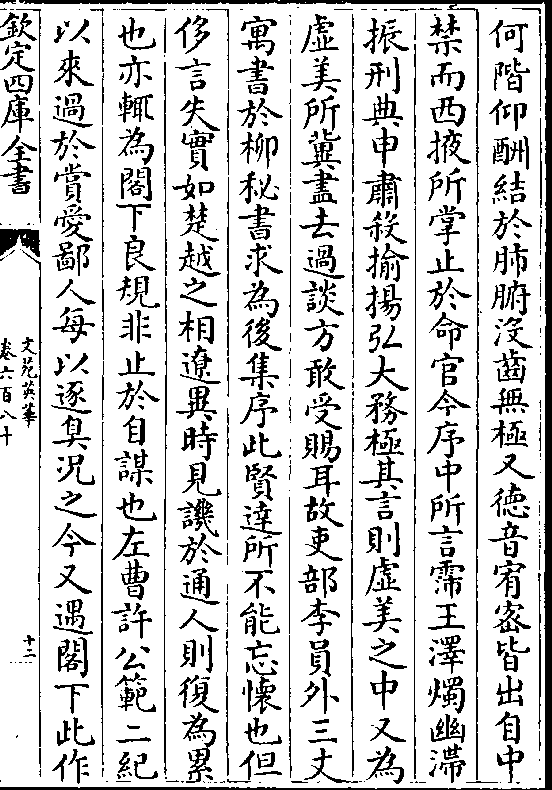 何階仰酬結於肺腑沒齒無極又徳音宥宻皆出自中
禁而西掖所掌止於命官今序中所言霈王澤燭幽滯
振刑典申肅殺揄揚弘大務極其言則虛美之中又為
虛美所兾盡去過談方敢受賜耳故吏部李員外三丈
寓書於柳秘書求為後集序此賢達所不能忘懷也但
侈言失實如楚越之相遼異時見譏於通人則復為累
也亦輒為閣下良規非止於自謀也左曹許公範二紀
以來過於賞愛鄙人每以逐臭況之今又遇閣下此作
欽定四庫全書
文苑英華
卷六百八十
十二